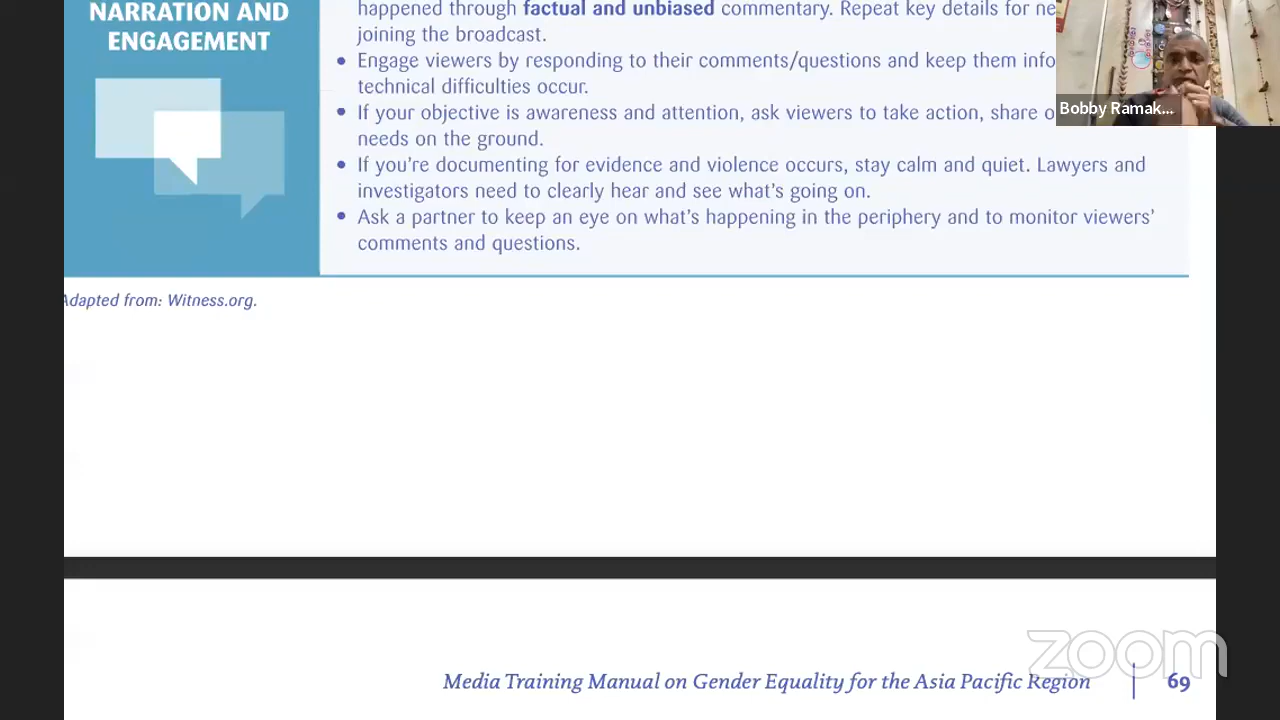 NARRATION AND
ENGAGEMENT
happened through factual and unbiased commentary. Repeat key details for
joining the broadcast.
• Engage viewers by responding to their comments/questions and keep them
technical difficulties occur.
• If your objective is awareness and attention, ask viewers to take action, share
needs on the ground.
• If you’re documenting for evidence and violence occurs, stay calm and quiet. Lawyers and
investigators need to clearly hear and see what’s going on.
• Ask a partner to keep an eye on what’s happening in the periphery and to monitor viewers’
comments and questions.
Adapted from: Witness.org.
Bobby Ramak...
zoom
Media Training Manual on Gender Equality for the Asia Pacific Region
69